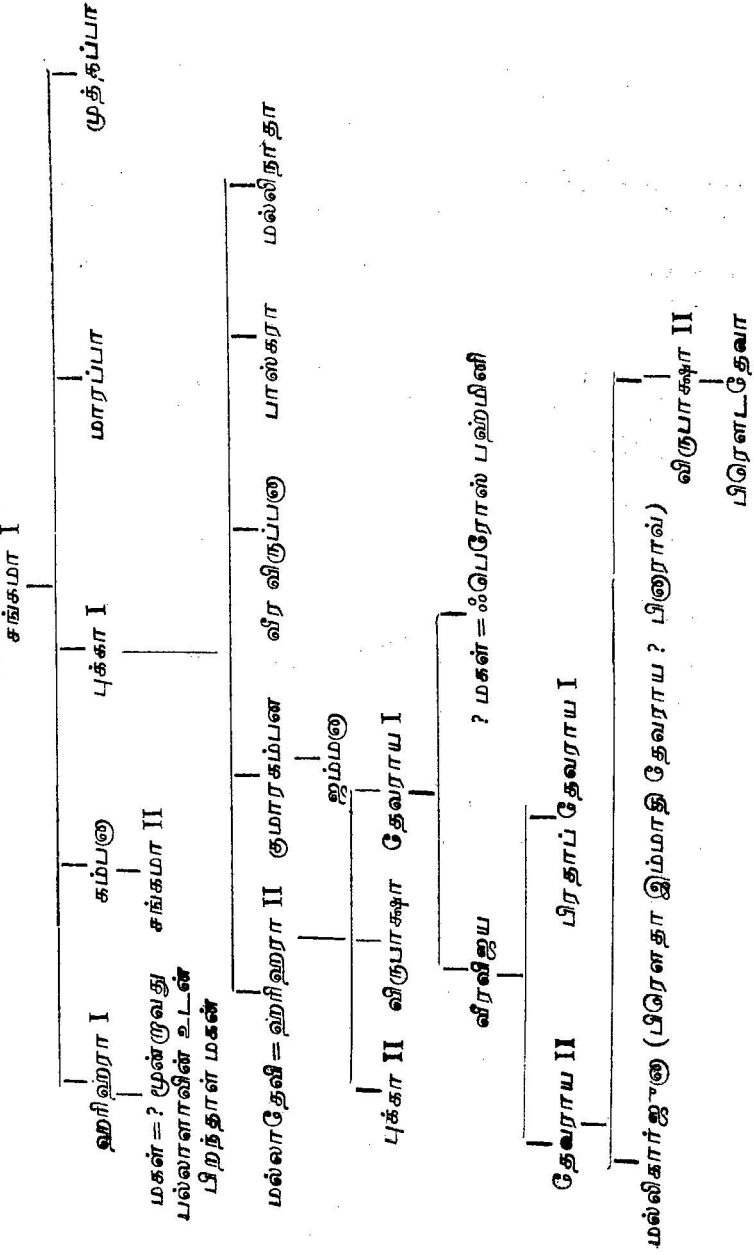 சங்கமா I
ஹரிஹரா I
கம்பனு
புக்கா I
மாரப்பா
முத்தப்பா
மகள்=? மூன்றுவது
பல்லாளாவின் உடன்
பிறந்தாள் மகன்
சங்கமா II
மல்லாதேவி=ஹரிஹரா II
குமாரகம்பன
வீர விருப்பனு
பாஸ்கரா
மல்லிநாதா
ஜம்மனு
புக்கா II
விருபாக்ஷா
தேவராய I
வீரவிஜய
? மகள்=ஃபெரோஸ் பஹ்மினி
தேவராய II
பிரதாப் தேவராய I
மல்லிகார்ஜுனு (பிரௌதா இம்மாதி தேவராய? பினுராவ்)
விருபாக்ஷா II
பிரௌடதேவா